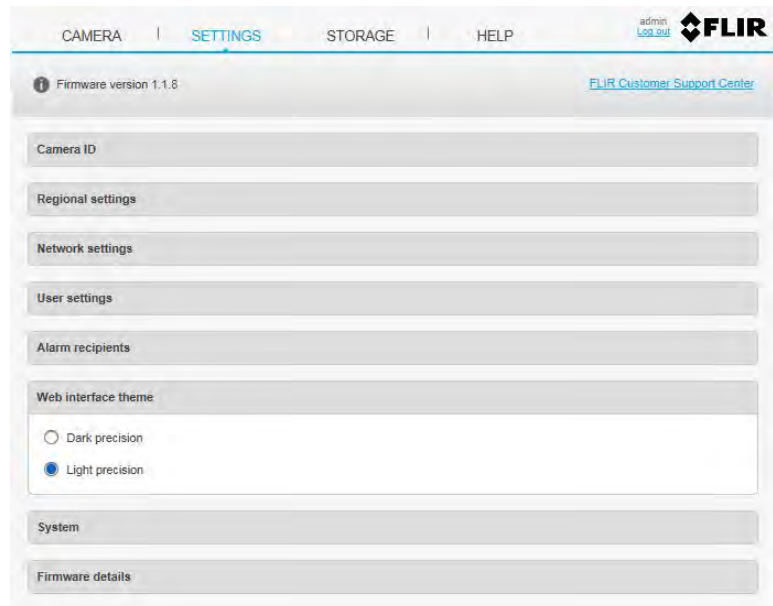 CAMERA | SETTINGS STORAGE | HELP
admin
Log out
FLIR
Firmware version 1.1.8 FLIR Customer Support Center
Camera ID
Regional settings
Network settings
User settings
Alarm recipients
Web interface theme
Dark precision
Light precision
System
Firmware details